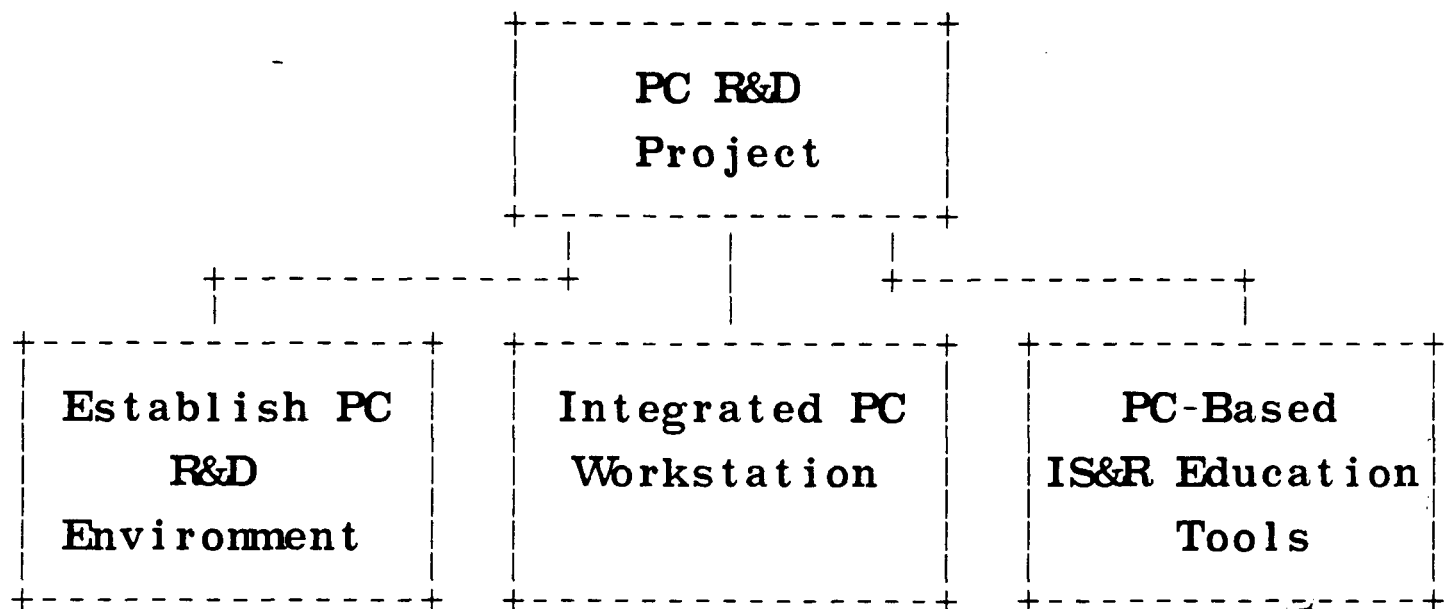 PC R&D
Project
Establish PC
R&D
Environment
Integrated PC
Workstation
PC-Based
IS&R Education
Tools